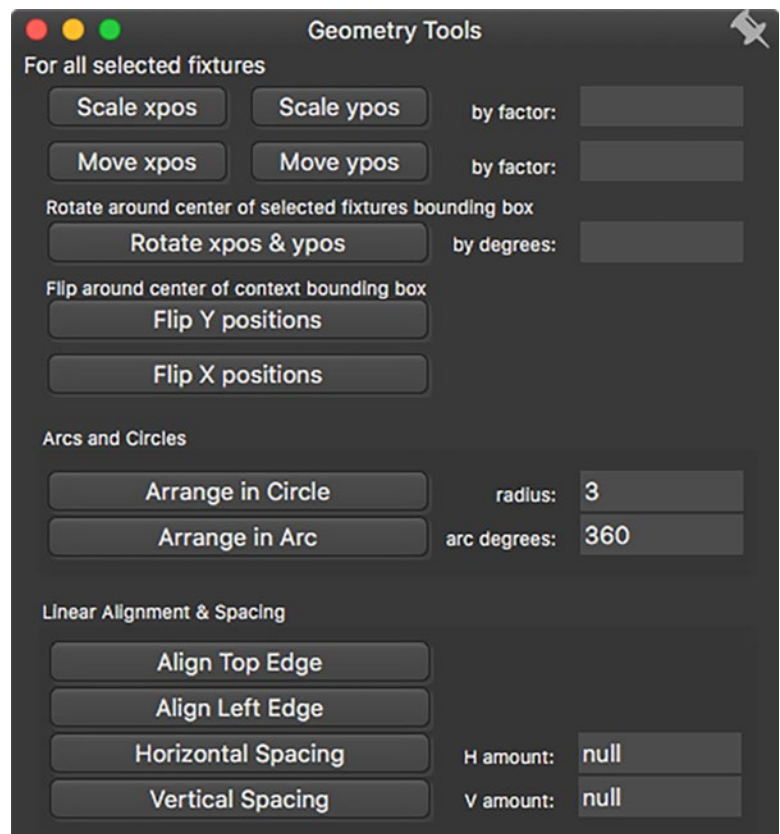 Geometry Tools
For all selected fixtures
Scale xpos Scale ypos by factor:
Move xpos Move ypos by factor:
Rotate around center of selected fixtures bounding box
Rotate xpos & ypos by degrees:
Flip around center of context bounding box
Flip Y positions
Flip X positions
Arcs and Circles
Arrange in Circle radius: 3
Arrange in Arc arc degrees: 360
Linear Alignment & Spacing
Align Top Edge
Align Left Edge
Horizontal Spacing H amount: null
Vertical Spacing V amount: null